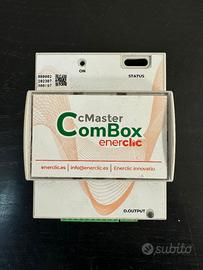 ON
STATUS
cMaster
ComBox
enerclic
enerclic.es | info@enerclic.es | Enerclic Innovatio
D.OUTPUT
subito